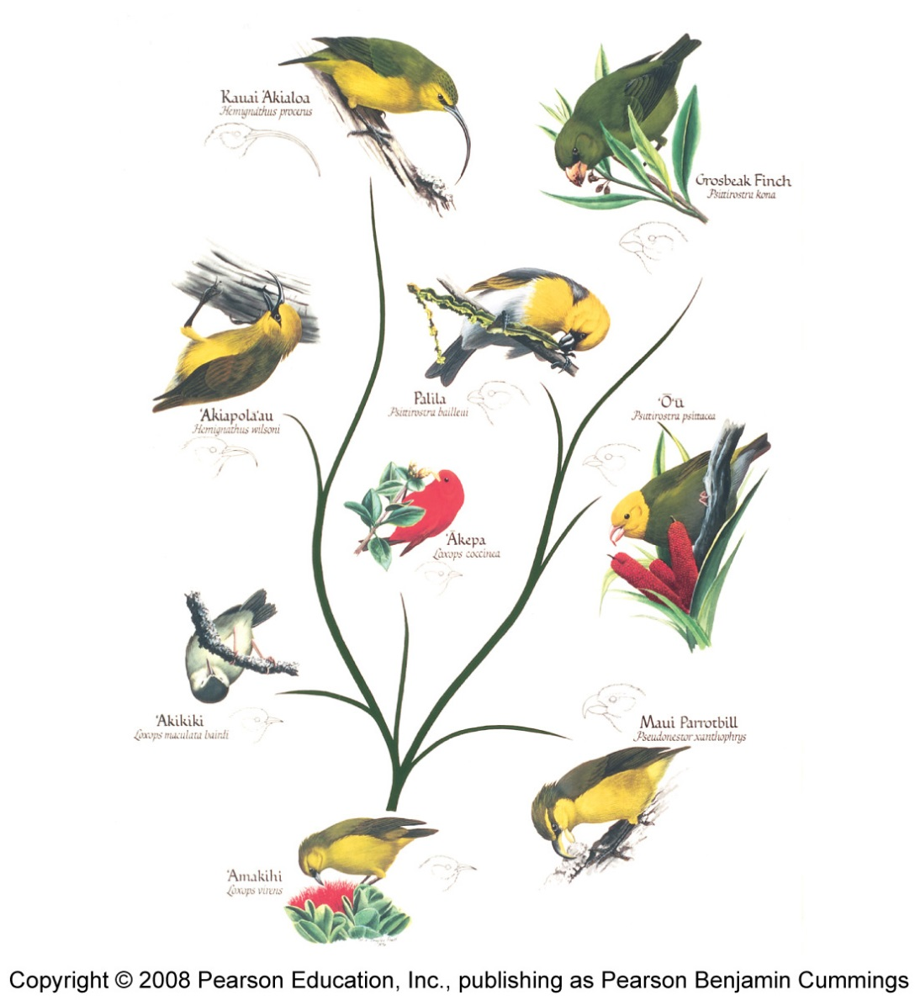 Kauai 'Akialoa
Hemignathus procerus
Grosbeak Finch
Psittirostra kona
'Akiapola'au
Hemignathus wilsoni
Palila
Psittirostra bailleui
'Ō'ū
Psittirostra psittacea
'Ākepa
Loxops coccinea
'Akikiki
Loxops maculata bairdi
Maui Parrotbill
Pseudonestor xanthophrys
'Amakihi
Loxops virens
Copyright © 2008 Pearson Education, Inc., publishing as Pearson Benjamin Cummings